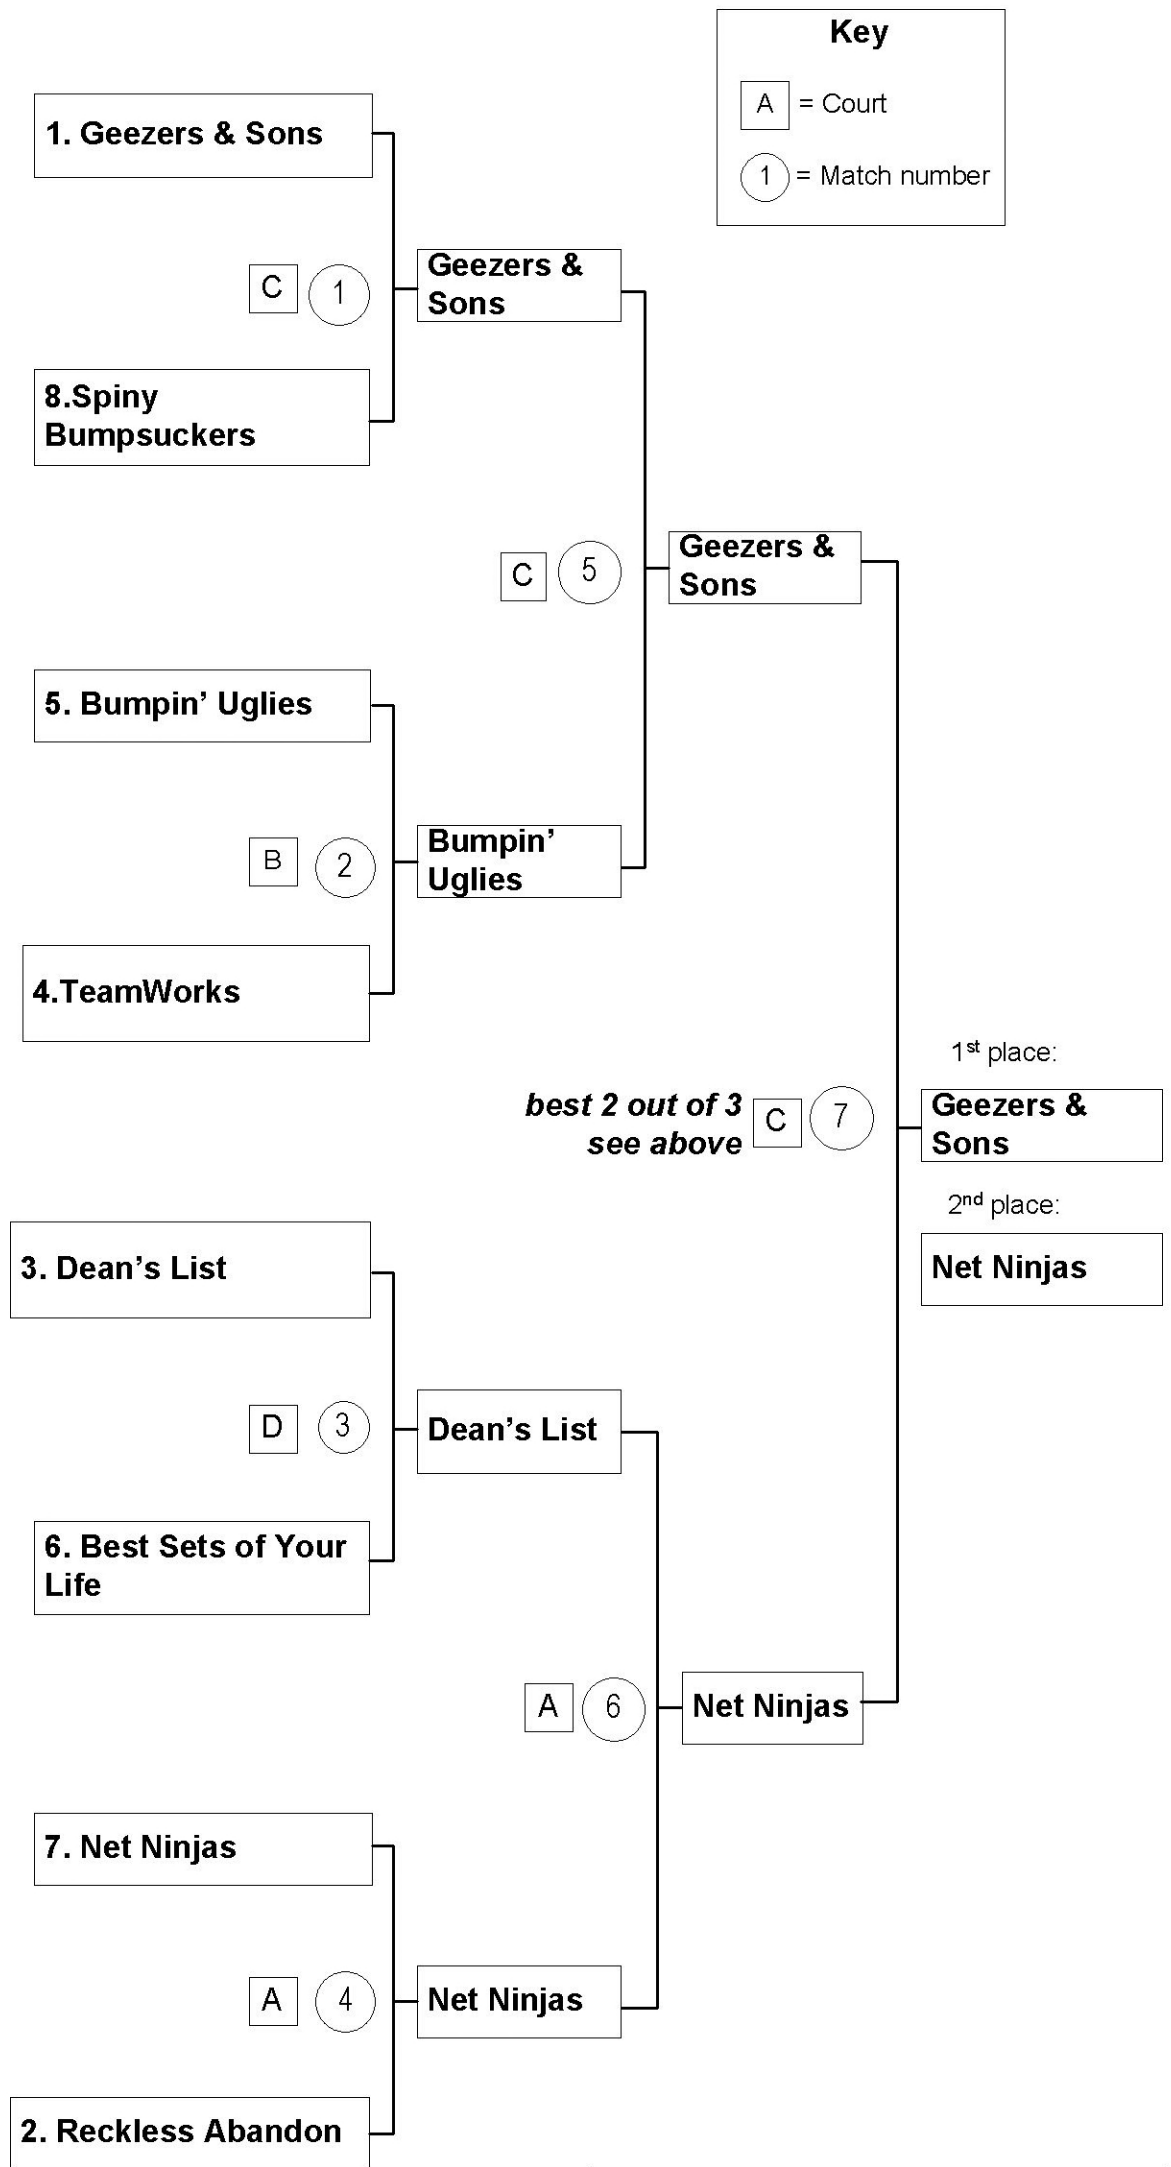 Key
A = Court
1 = Match number
1. Geezers & Sons
C 1
Geezers &
Sons
8.Spiny
Bumpsuckers
C 5
Geezers &
Sons
5. Bumpin’ Uglies
B 2
Bumpin’
Uglies
4.TeamWorks
1st place:
best 2 out of 3
see above
C 7
Geezers &
Sons
2nd place:
Net Ninjas
3. Dean’s List
D 3
Dean’s List
6. Best Sets of Your
Life
A 6
Net Ninjas
7. Net Ninjas
A 4
Net Ninjas
2. Reckless Abandon